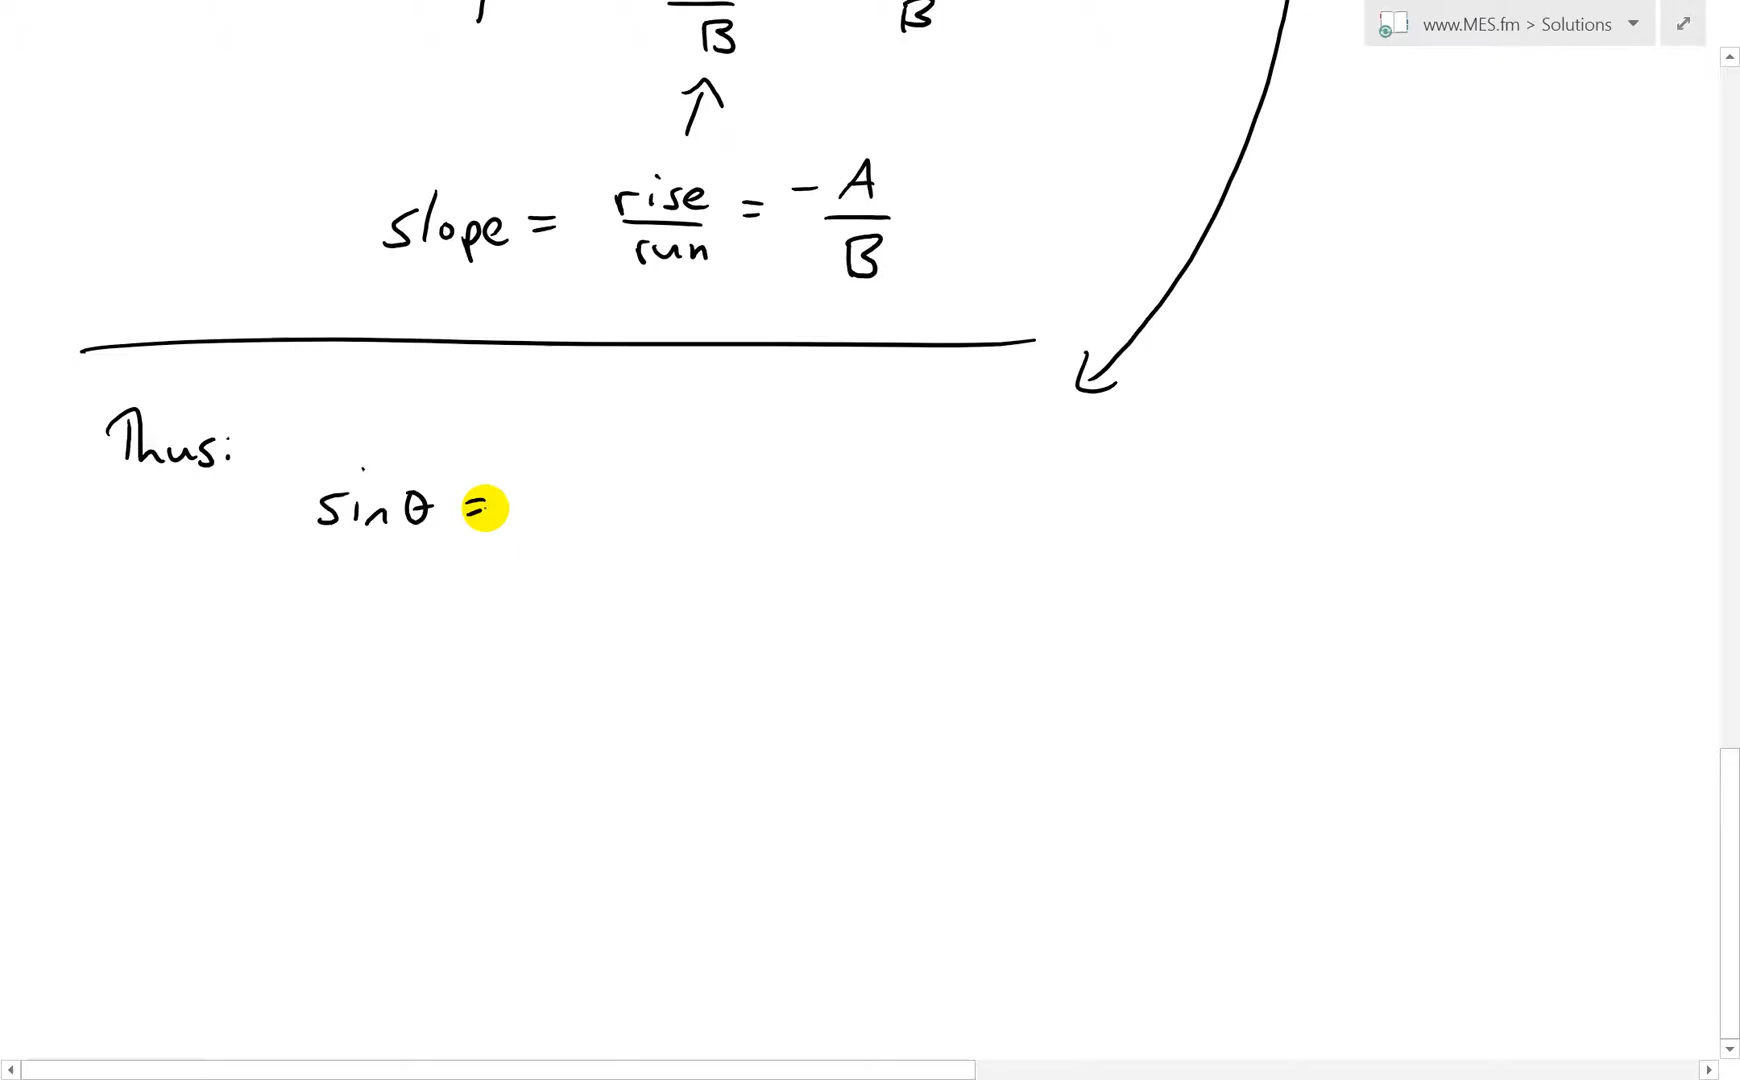 www.MES.fm > Solutions
B B
slope = rise/run = -A/B
Thus:
sin θ =